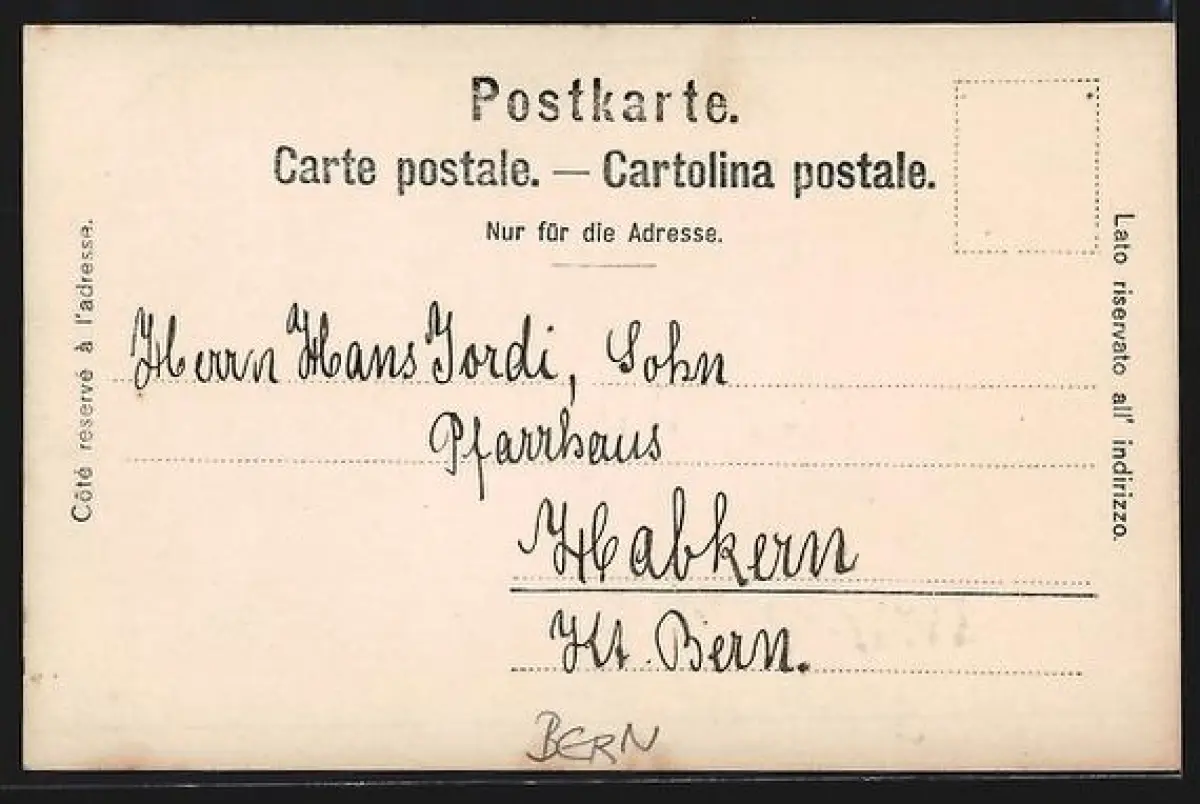 Postkarte.
Carte postale. — Cartolina postale.
Nur für die Adresse.
Côté reservé à l'adresse.
Lato riservato all' indirizzo.
Herrn Hans Jordi, Sohn
Pfarrhaus
Habkern
Kt. Bern.
BERN